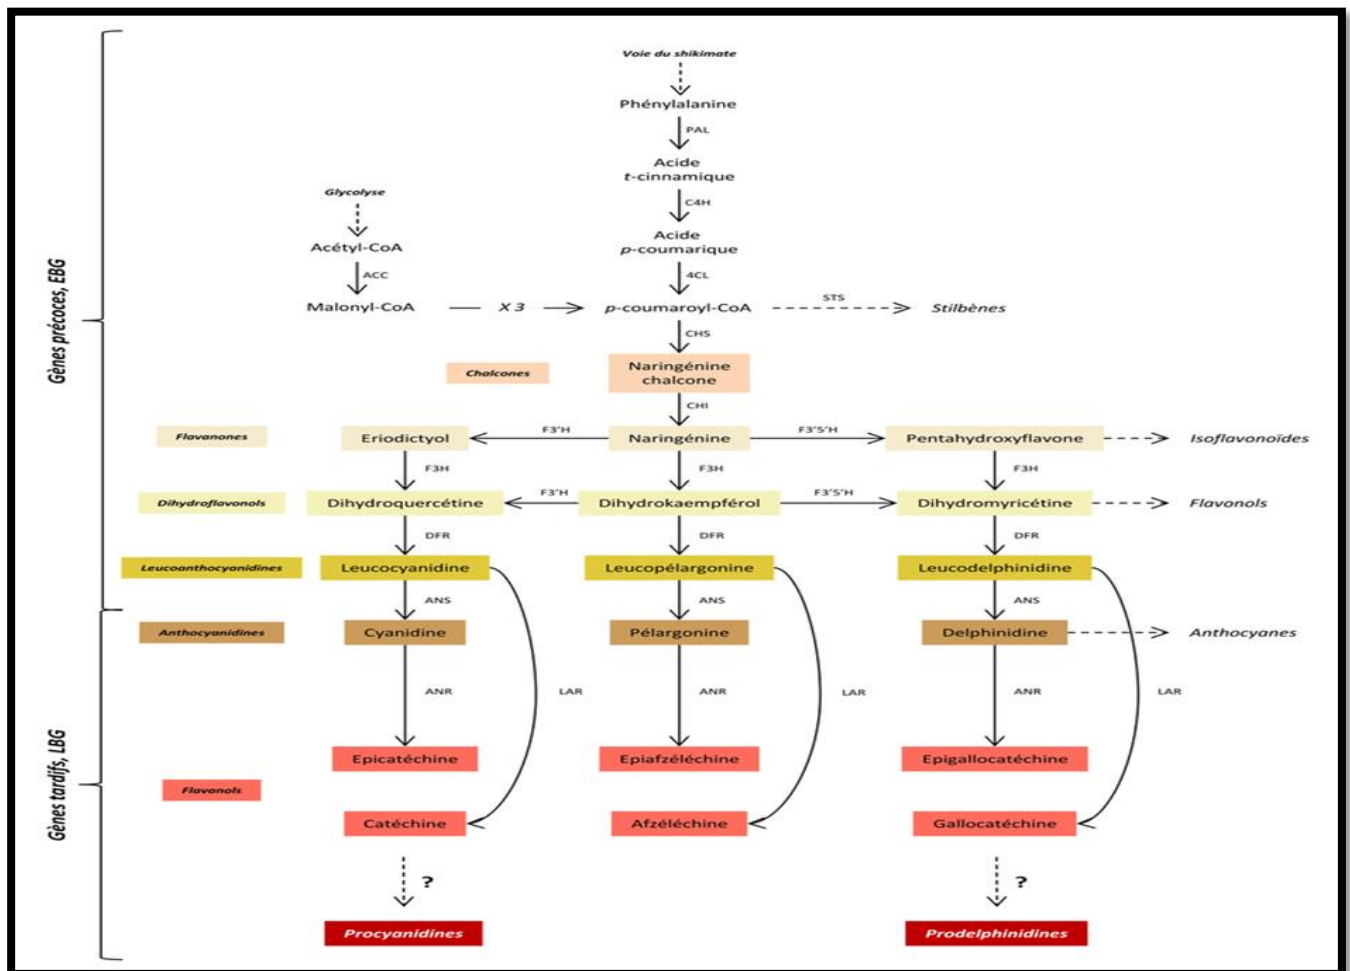 Voie du shikimate
Phénylalanine
PAL
Acide
t-cinnamique
Glycolyse
C4H
Acide
p-coumarique
Acétyl-CoA
ACC
4CL
Malonyl-CoA
X 3
p-coumaroyl-CoA
STS
Stilbènes
CHS
Gènes précoces, EBG
Chalcones
Naringénine
chalcone
CHI
Flavanones
Eriodictyol
F3'H
Naringénine
F3'5'H
Pentahydroxyflavone
Isoflavonoïdes
F3H
F3H
F3H
Dihydroflavonols
Dihydroquercétine
F3'H
Dihydrokaempférol
F3'5'H
Dihydromyricétine
Flavonols
DFR
DFR
DFR
Leucoanthocyanidines
Leucocyanidine
Leucopélargonine
Leucodelphinidine
ANS
ANS
ANS
Anthocyanidines
Cyanidine
Pélargonine
Delphinidine
Anthocyanes
ANR
LAR
ANR
LAR
ANR
LAR
Gènes tardifs, LBG
Epicatéchine
Epiafzéléchine
Epigallocatéchine
Flavanols
Catéchine
Afzéléchine
Gallocatéchine
?
?
Procyanidines
Prodelphinidines